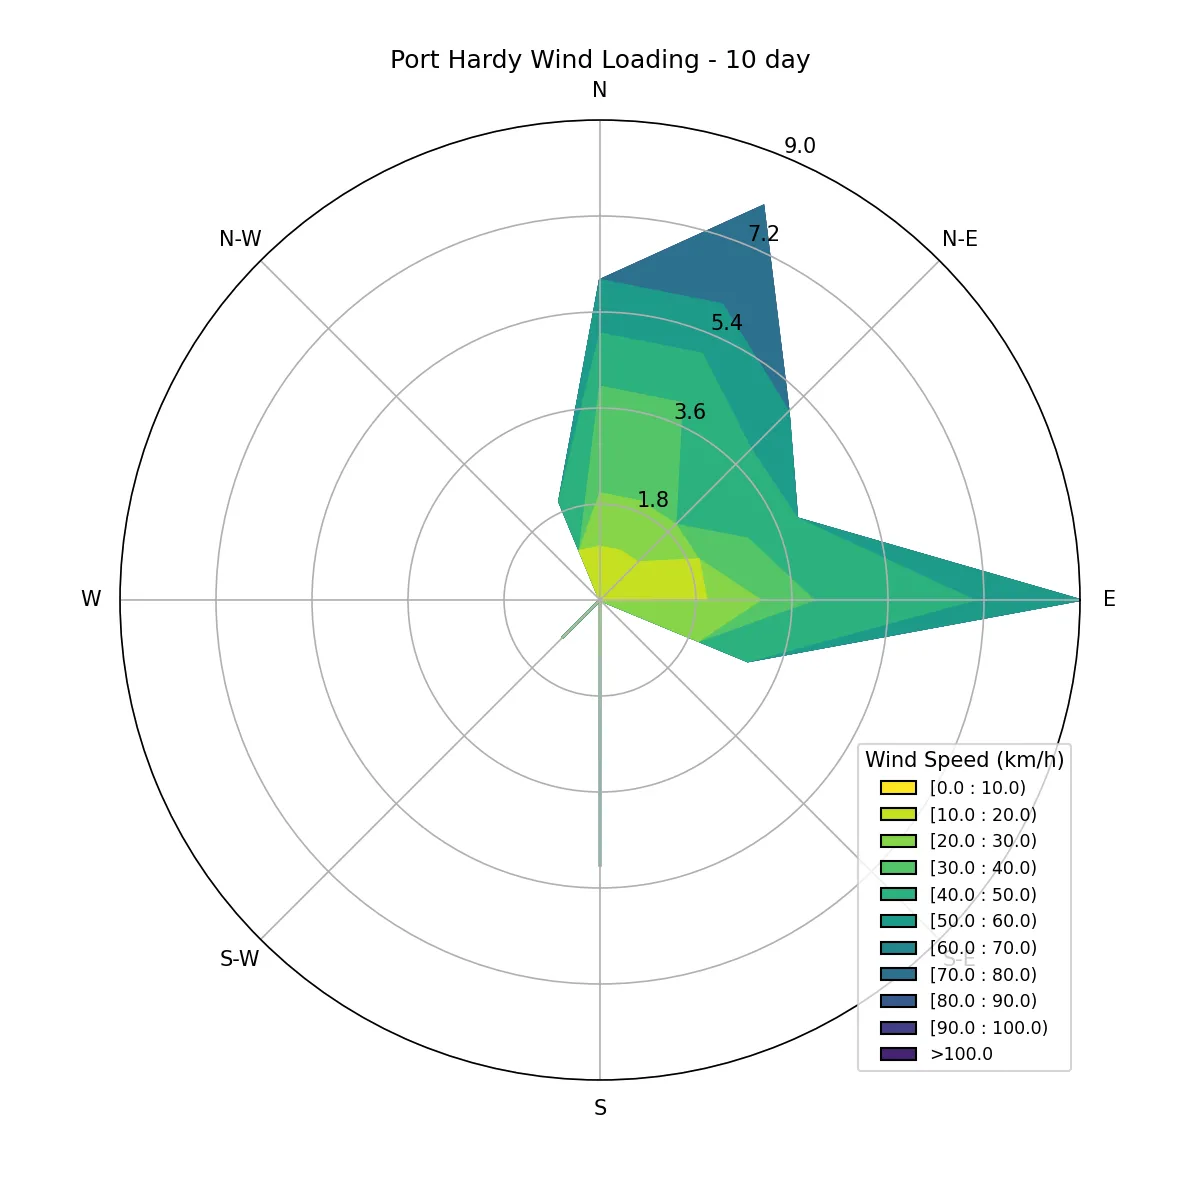 Port Hardy Wind Loading - 10 day
N
9.0
N-W
7.2
N-E
5.4
3.6
1.8
W
E
Wind Speed (km/h)
[0.0 : 10.0)
[10.0 : 20.0)
[20.0 : 30.0)
[30.0 : 40.0)
[40.0 : 50.0)
[50.0 : 60.0)
[60.0 : 70.0)
[70.0 : 80.0)
[80.0 : 90.0)
[90.0 : 100.0)
>100.0
S-W
S-E
S